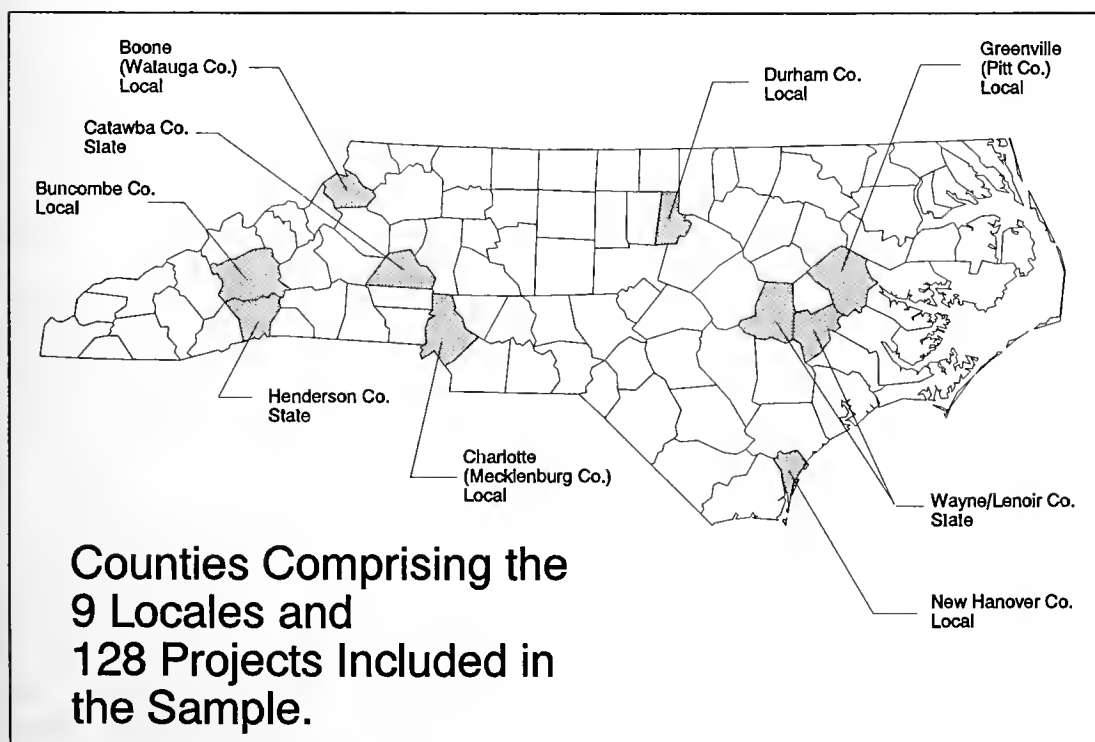 Boone
(Watauga Co.)
Local
Greenville
(Pitt Co.)
Local
Durham Co.
Local
Catawba Co.
State
Buncombe Co.
Local
Henderson Co.
State
Charlotte
(Mecklenburg Co.)
Local
Wayne/Lenoir Co.
State
New Hanover Co.
Local
Counties Comprising the
9 Locales and
128 Projects Included in
the Sample.